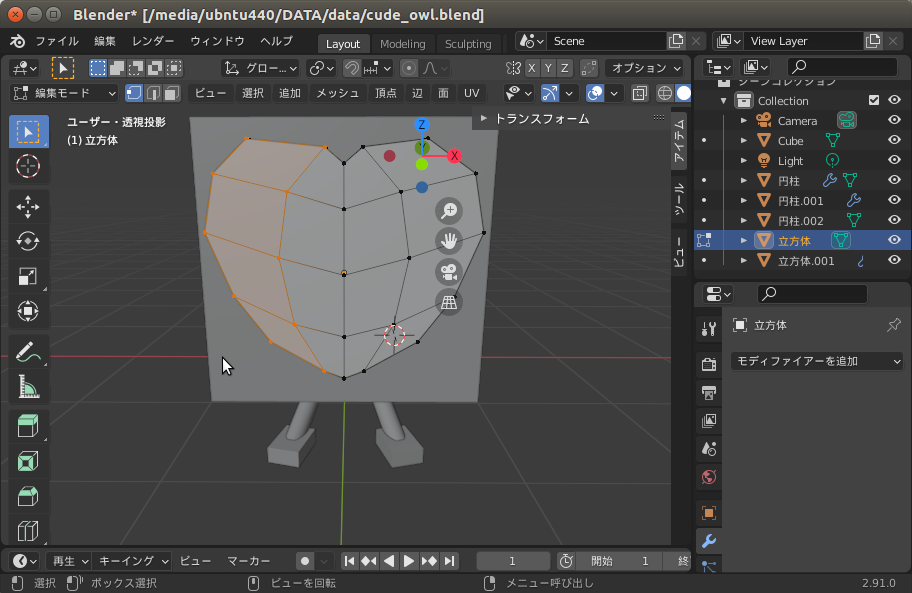 Blender* [/media/ubntu440/DATA/data/cude_owl.blend]
ファイル 編集 レンダー ウィンドウ ヘルプ Layout Modeling Sculpting Scene View Layer
グロー... X Y Z オプション
編集モード ビュー 選択 追加 メッシュ 頂点 辺 面 UV
シーンコレクション
Collection
Camera
Cube
Light
円柱
円柱.001
円柱.002
立方体
立方体.001
ユーザー・透視投影
(1) 立方体
Z
Y
X
トランスフォーム
アイテム
ツール
ビュー
立方体
モディファイアーを追加
再生 キーイング ビュー マーカー 1 開始 1 終
選択 ボックス選択 ビューを回転 メニュー呼び出し 2.91.0